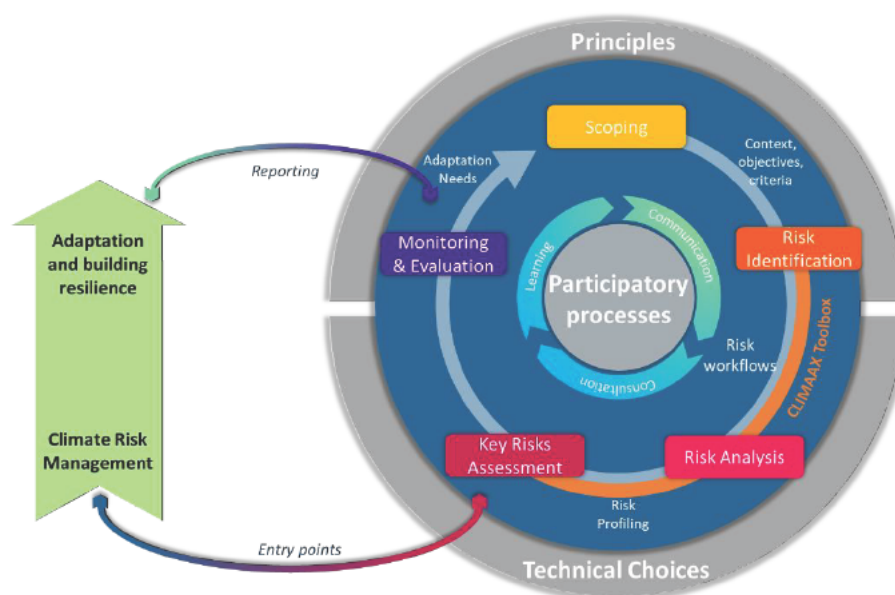 Principles
Scoping
Context,
objectives,
criteria
Adaptation
Needs
Reporting
Monitoring
& Evaluation
Risk
Identification
Learning
Communication
Consultation
Participatory
processes
Risk
workflows
CLIMAAX Toolbox
Adaptation
and building
resilience
Climate Risk
Management
Key Risks
Assessment
Risk Analysis
Risk
Profiling
Entry points
Technical Choices